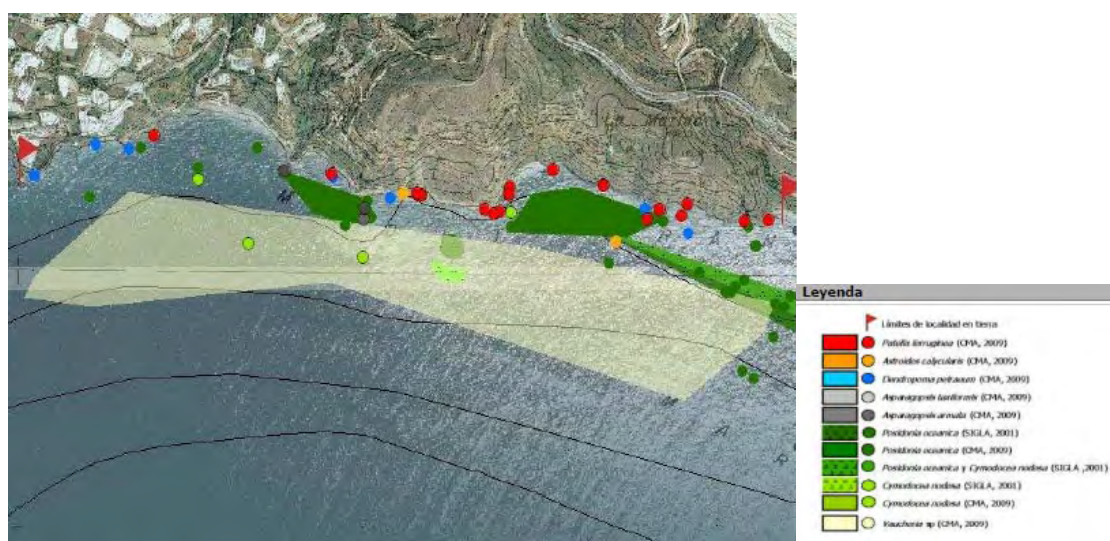 Leyenda
Límites de localidad en tierra
Patella ferruginea (CMA, 2009)
Astroides calycularis (CMA, 2009)
Dendropoma petraeum (CMA, 2009)
Asparagopsis taxiformis (CMA, 2009)
Asparagopsis armata (CMA, 2009)
Posidonia oceanica (SIGLA, 2001)
Posidonia oceanica (CMA, 2009)
Posidonia oceanica y Cymodocea nodosa (SIGLA ,2001)
Cymodocea nodosa (SIGLA, 2001)
Cymodocea nodosa (CMA, 2009)
Vaucheria sp (CMA, 2009)